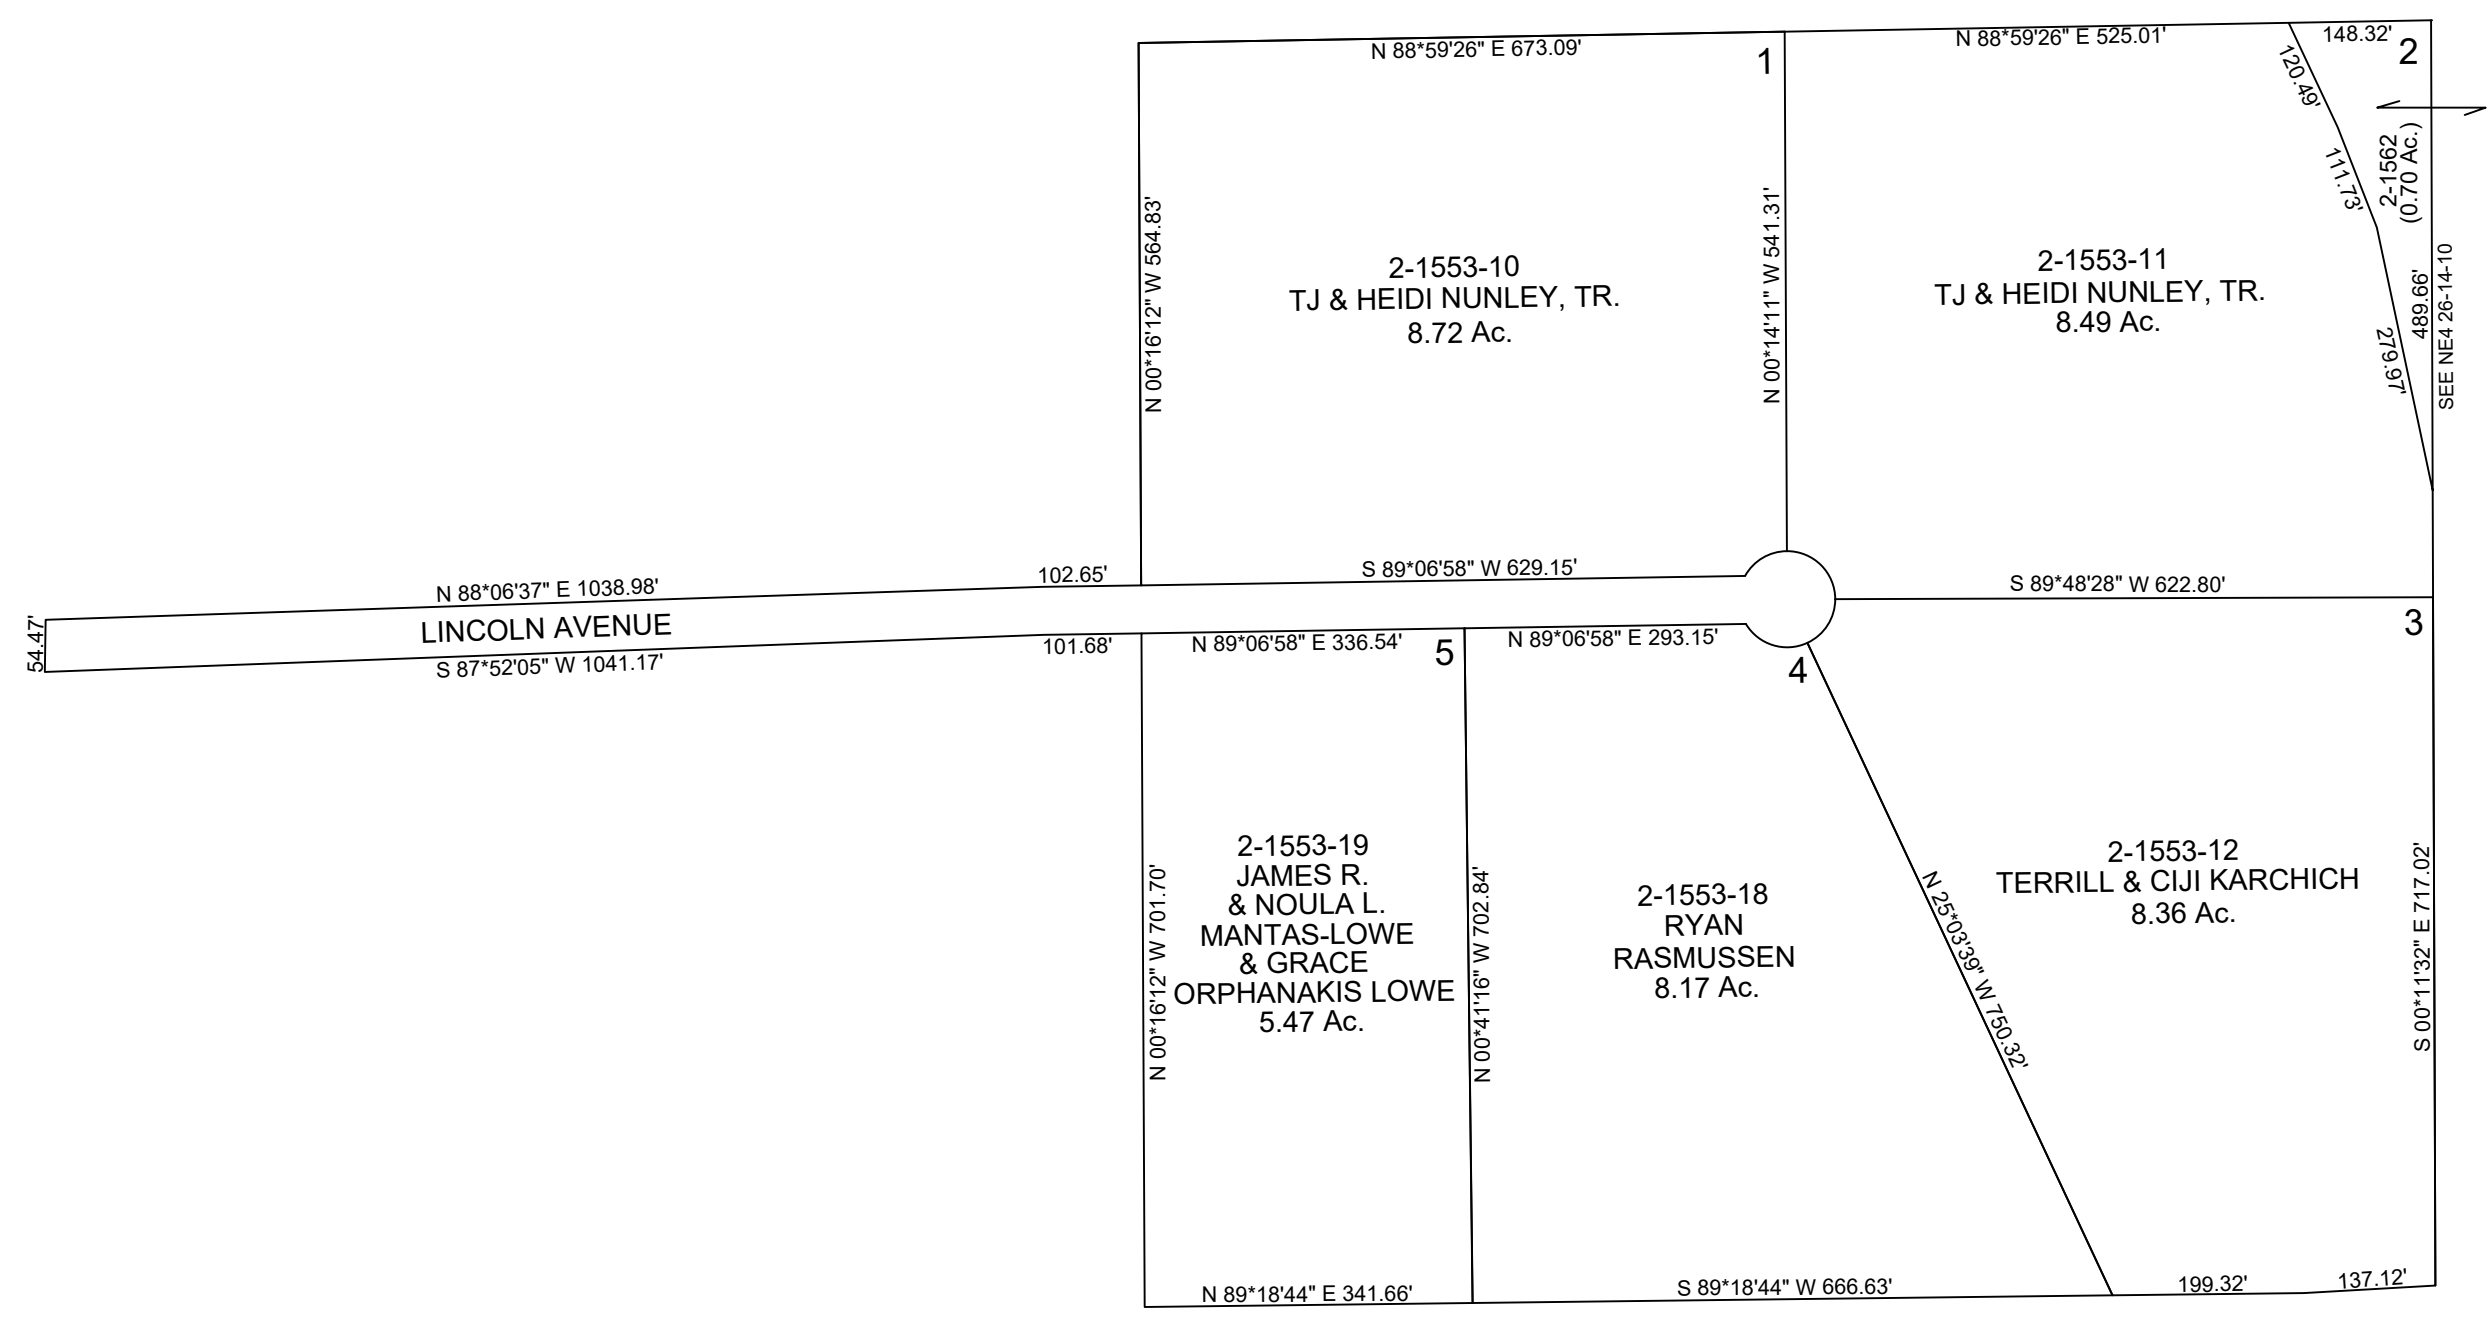 N 88*59'26" E 673.09'
1
N 88*59'26" E 525.01'
148.32'
2
120.49'
111.73'
2-1562
(0.70 Ac.)
489.66'
SEE NE4 26-14-10
279.97'
N 00*16'12" W 564.83'
2-1553-10
TJ & HEIDI NUNLEY, TR.
8.72 Ac.
N 00*14'11" W 541.31'
2-1553-11
TJ & HEIDI NUNLEY, TR.
8.49 Ac.
N 88*06'37" E 1038.98'
102.65'
S 89*06'58" W 629.15'
S 89*48'28" W 622.80'
54.47'
LINCOLN AVENUE
S 87*52'05" W 1041.17'
101.68'
N 89*06'58" E 336.54'
5
N 89*06'58" E 293.15'
4
3
N 00*16'12" W 701.70'
2-1553-19
JAMES R.
& NOULA L.
MANTAS-LOWE
& GRACE
ORPHANAKIS LOWE
5.47 Ac.
N 00*41'16" W 702.84'
2-1553-18
RYAN
RASMUSSEN
8.17 Ac.
N 25*03'39" W 750.32'
2-1553-12
TERRILL & CIJI KARCHICH
8.36 Ac.
S 00*11'32" E 717.02'
N 89*18'44" E 341.66'
S 89*18'44" W 666.63'
199.32'
137.12'